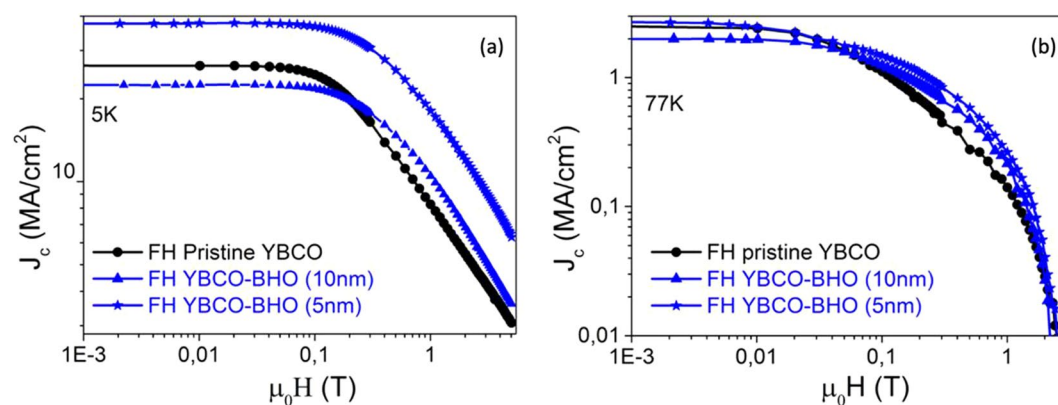 (a)
J_c (MA/cm²)
10
5K
FH Pristine YBCO
FH YBCO-BHO (10nm)
FH YBCO-BHO (5nm)
1E-3 0,01 0,1 1
μ₀H (T)
(b)
J_c (MA/cm²)
1
0,1
0,01
77K
FH pristine YBCO
FH YBCO-BHO (10nm)
FH YBCO-BHO (5nm)
1E-3 0,01 0,1 1
μ₀H (T)